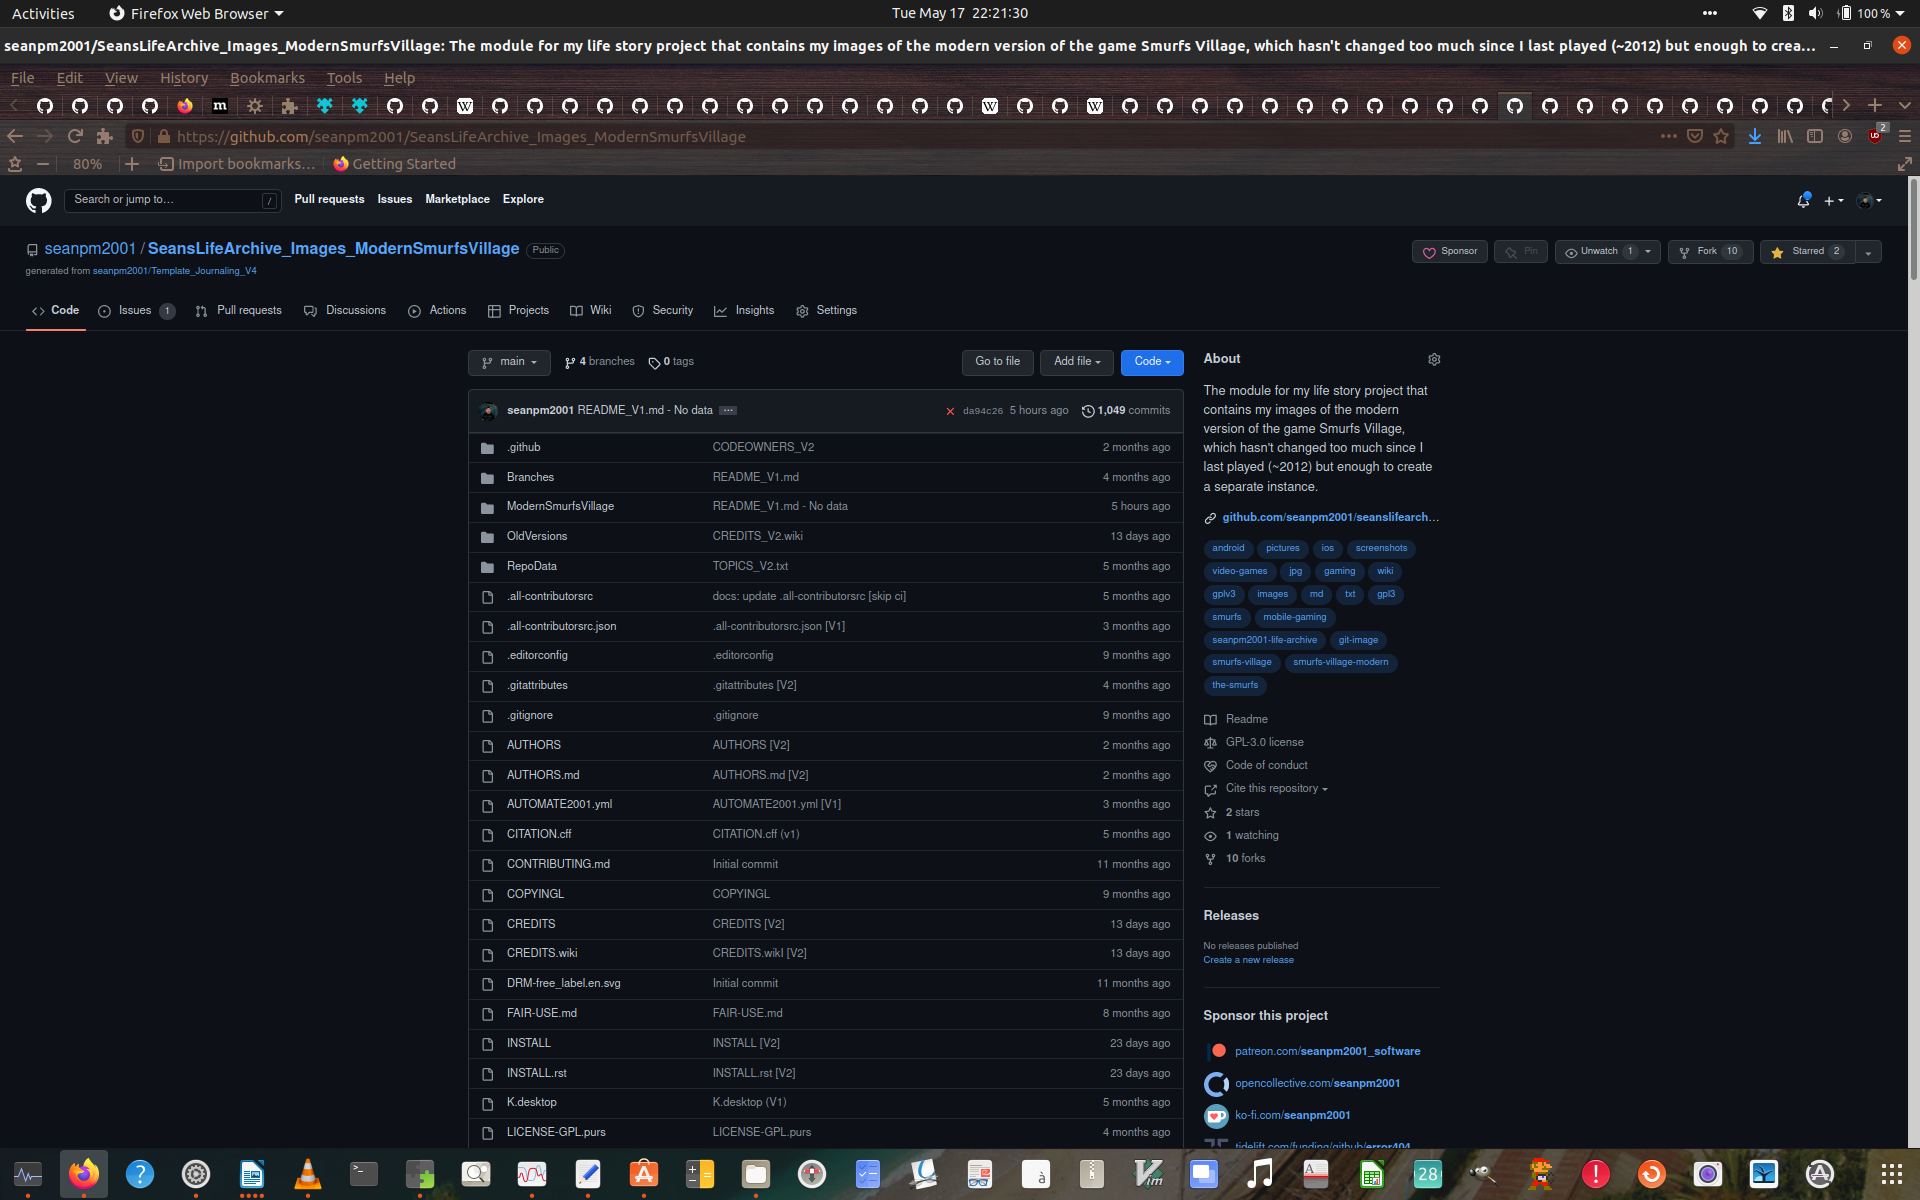 Activities
Firefox Web Browser
Tue May 17 22:21:30
100 %
seanpm2001/SeansLifeArchive_Images_ModernSmurfsVillage: The module for my life story project that contains my images of the modern version of the game Smurfs Village, which hasn't changed too much since I last played (~2012) but enough to crea...
File Edit View History Bookmarks Tools Help
https://github.com/seanpm2001/SeansLifeArchive_Images_ModernSmurfsVillage
2
80%
Import bookmarks...
Getting Started
Search or jump to...
/
Pull requests Issues Marketplace Explore
seanpm2001 / SeansLifeArchive_Images_ModernSmurfsVillage Public
generated from seanpm2001/Template_Journaling_V4
Sponsor
Pin
Unwatch 1
Fork 10
Starred 2
Code
Issues 1
Pull requests
Discussions
Actions
Projects
Wiki
Security
Insights
Settings
main
4 branches
0 tags
Go to file
Add file
Code
seanpm2001 README_V1.md - No data ... da94c26 5 hours ago 1,049 commits
.github CODEOWNERS_V2 2 months ago
Branches README_V1.md 4 months ago
ModernSmurfsVillage README_V1.md - No data 5 hours ago
OldVersions CREDITS_V2.wiki 13 days ago
RepoData TOPICS_V2.txt 5 months ago
.all-contributorsrc docs: update .all-contributorsrc [skip ci] 5 months ago
.all-contributorsrc.json .all-contributorsrc.json [V1] 3 months ago
.editorconfig .editorconfig 9 months ago
.gitattributes .gitattributes [V2] 4 months ago
.gitignore .gitignore 9 months ago
AUTHORS AUTHORS [V2] 2 months ago
AUTHORS.md AUTHORS.md [V2] 2 months ago
AUTOMATE2001.yml AUTOMATE2001.yml [V1] 3 months ago
CITATION.cff CITATION.cff (v1) 5 months ago
CONTRIBUTING.md Initial commit 11 months ago
COPYINGL COPYINGL 9 months ago
CREDITS CREDITS [V2] 13 days ago
CREDITS.wiki CREDITS.wikI [V2] 13 days ago
DRM-free_label.en.svg Initial commit 11 months ago
FAIR-USE.md FAIR-USE.md 8 months ago
INSTALL INSTALL [V2] 23 days ago
INSTALL.rst INSTALL.rst [V2] 23 days ago
K.desktop K.desktop (V1) 5 months ago
LICENSE-GPL.purs LICENSE-GPL.purs 4 months ago
About
The module for my life story project that
contains my images of the modern
version of the game Smurfs Village,
which hasn't changed too much since I
last played (~2012) but enough to create
a separate instance.
github.com/seanpm2001/seanslifearch...
android pictures ios screenshots
video-games jpg gaming wiki
gplv3 images md txt gpl3
smurfs mobile-gaming
seanpm2001-life-archive git-image
smurfs-village smurfs-village-modern
the-smurfs
Readme
GPL-3.0 license
Code of conduct
Cite this repository
2 stars
1 watching
10 forks
Releases
No releases published
Create a new release
Sponsor this project
patreon.com/seanpm2001_software
opencollective.com/seanpm2001
ko-fi.com/seanpm2001
tidelift.com/funding/github/error404
28